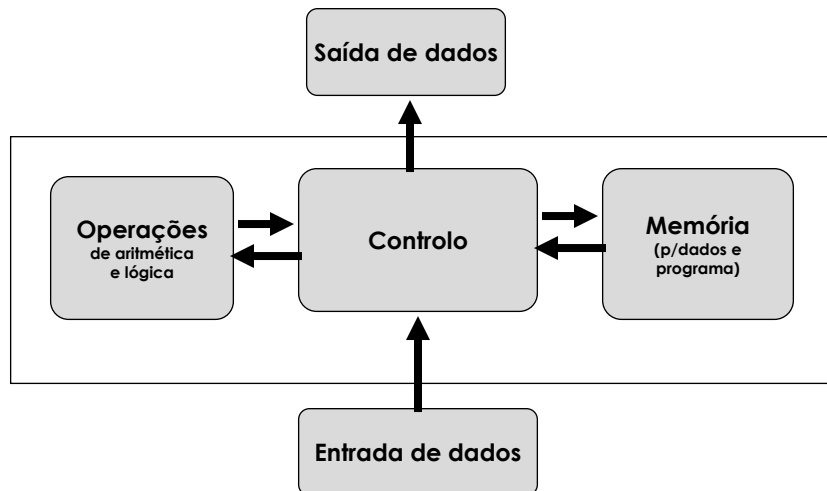 Saída de dados
Operações
de aritmética
e lógica
Controlo
Memória
(p/dados e
programa)
Entrada de dados